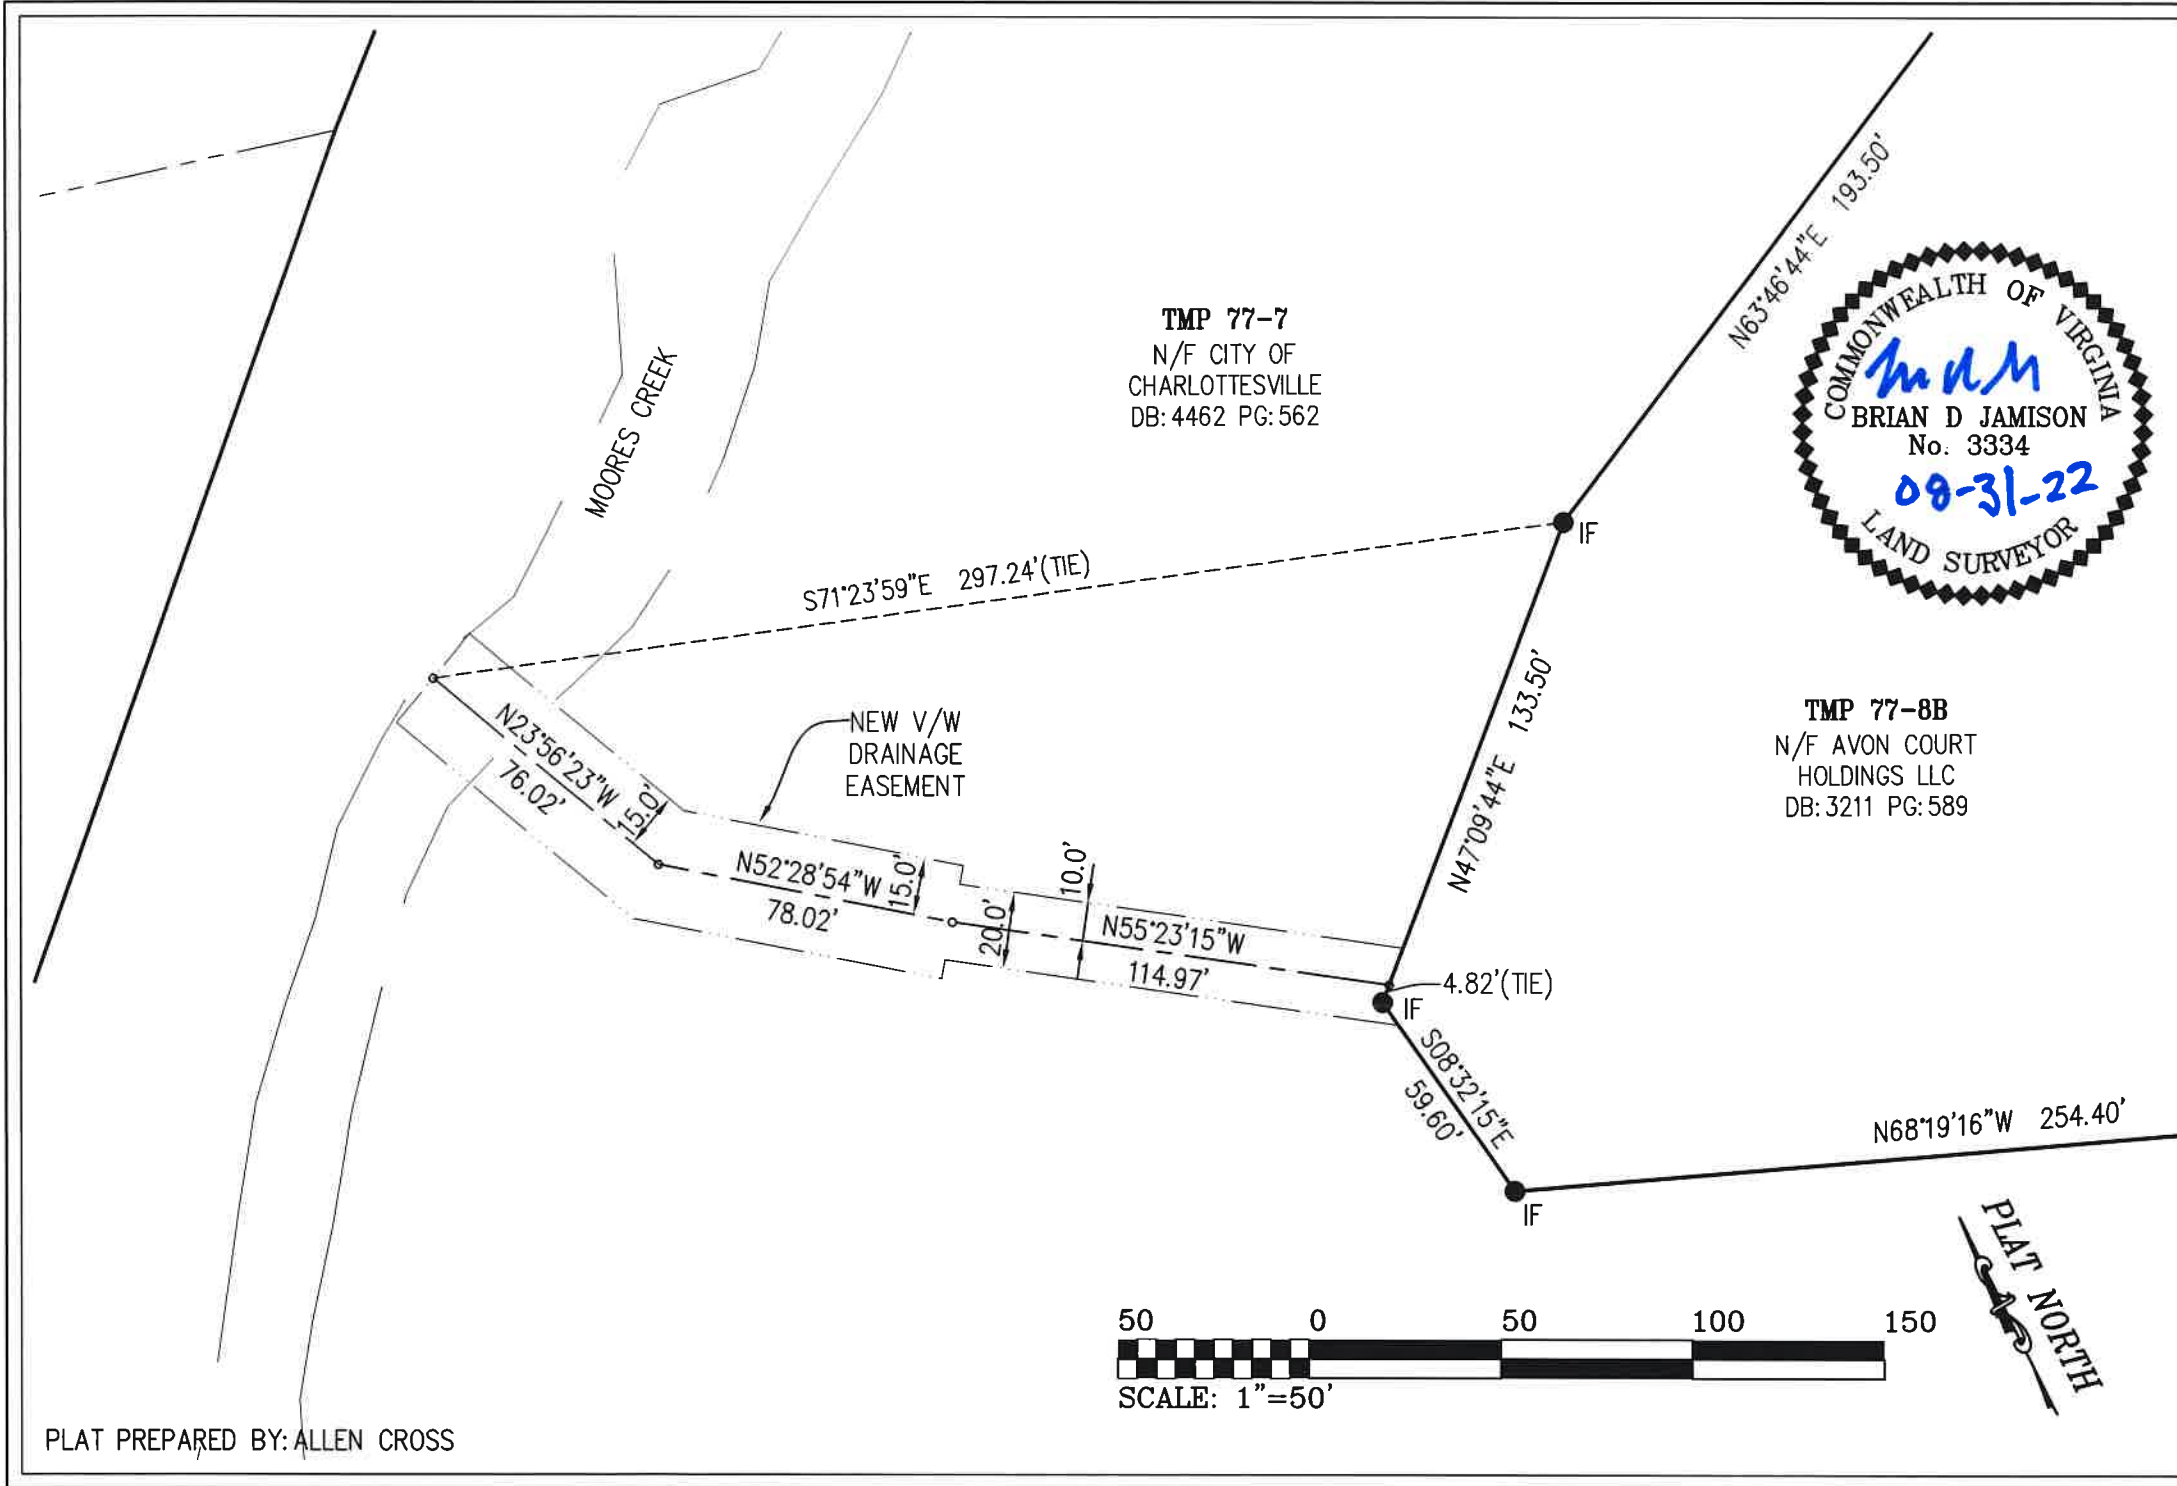 N63°46'44"E 193.50'
COMMONWEALTH OF VIRGINIA
BRIAN D JAMISON
No. 3334
08-31-22
LAND SURVEYOR
TMP 77-7
N/F CITY OF
CHARLOTTESVILLE
DB: 4462 PG: 562
MOORES CREEK
IF
S71°23'59"E 297.24'(TIE)
N47°09'44"E 133.50'
TMP 77-8B
N/F AVON COURT
HOLDINGS LLC
DB: 3211 PG: 589
NEW V/W
DRAINAGE
EASEMENT
N23°56'23"W
76.02'
15.0'
N52°28'54"W
78.02'
15.0'
20.0'
10.0'
N55°23'15"W
114.97'
4.82'(TIE)
IF
S08°32'15"E
59.60'
N68°19'16"W 254.40'
IF
PLAT NORTH
50 0 50 100 150
SCALE: 1"=50'
PLAT PREPARED BY: ALLEN CROSS